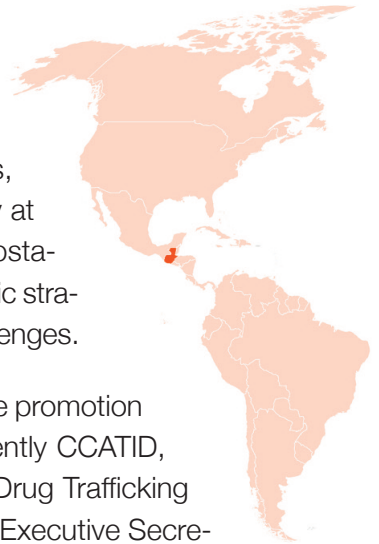 s,
at
osta-
ic stra-
enges.
e promotion
ently CCATID,
Drug Trafficking
Executive Secre-